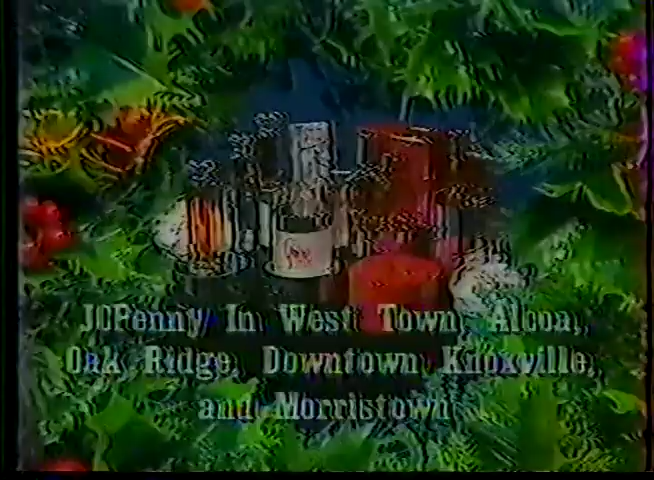 JCPenny In West Town, Alcoa,
Oak Ridge, Downtown Knoxville,
and Morristown